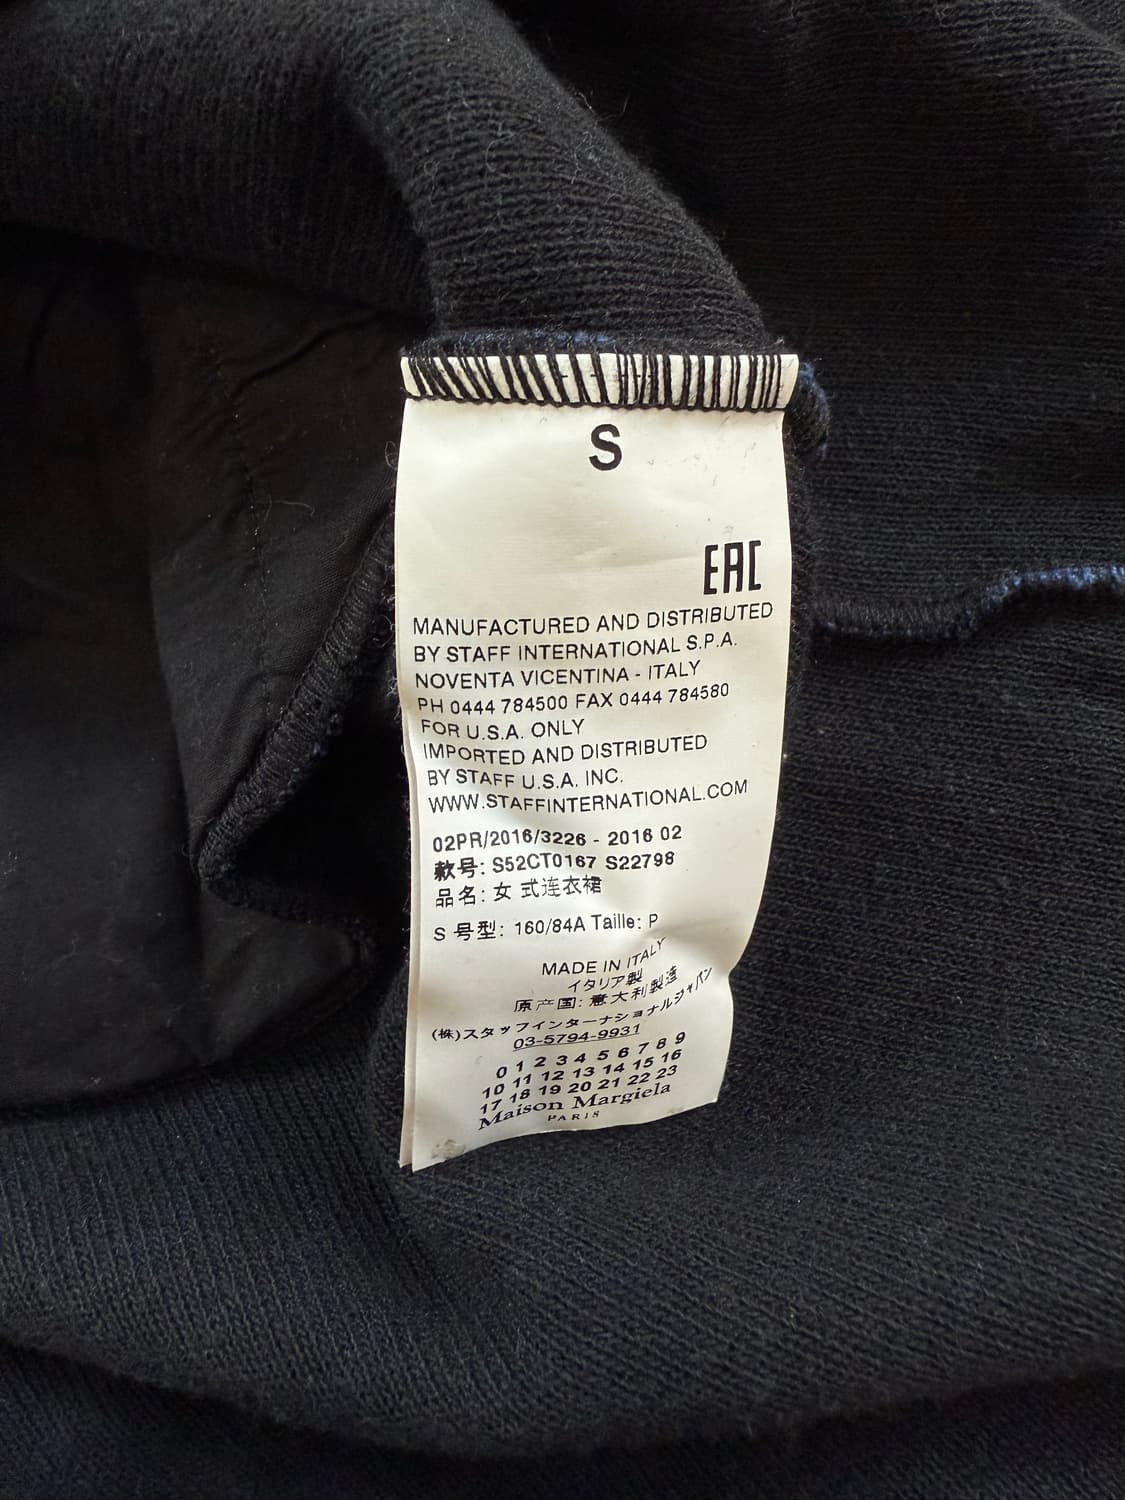 S
EAC
MANUFACTURED AND DISTRIBUTED
BY STAFF INTERNATIONAL S.P.A.
NOVENTA VICENTINA - ITALY
PH 0444 784500 FAX 0444 784580
FOR U.S.A. ONLY
IMPORTED AND DISTRIBUTED
BY STAFF U.S.A. INC.
WWW.STAFFINTERNATIONAL.COM
02PR/2016/3226 - 2016 02
款号: S52CT0167 S22798
品名: 女 式连衣裙
S 号型: 160/84A Taille: P
MADE IN ITALY
イタリア製
原产国: 意大利製造
(株)スタッフインターナショナルジャパン
03-5794-9931
0 1 2 3 4 5 6 7 8 9
10 11 12 13 14 15 16
17 18 19 20 21 22 23
Maison Margiela
PARIS